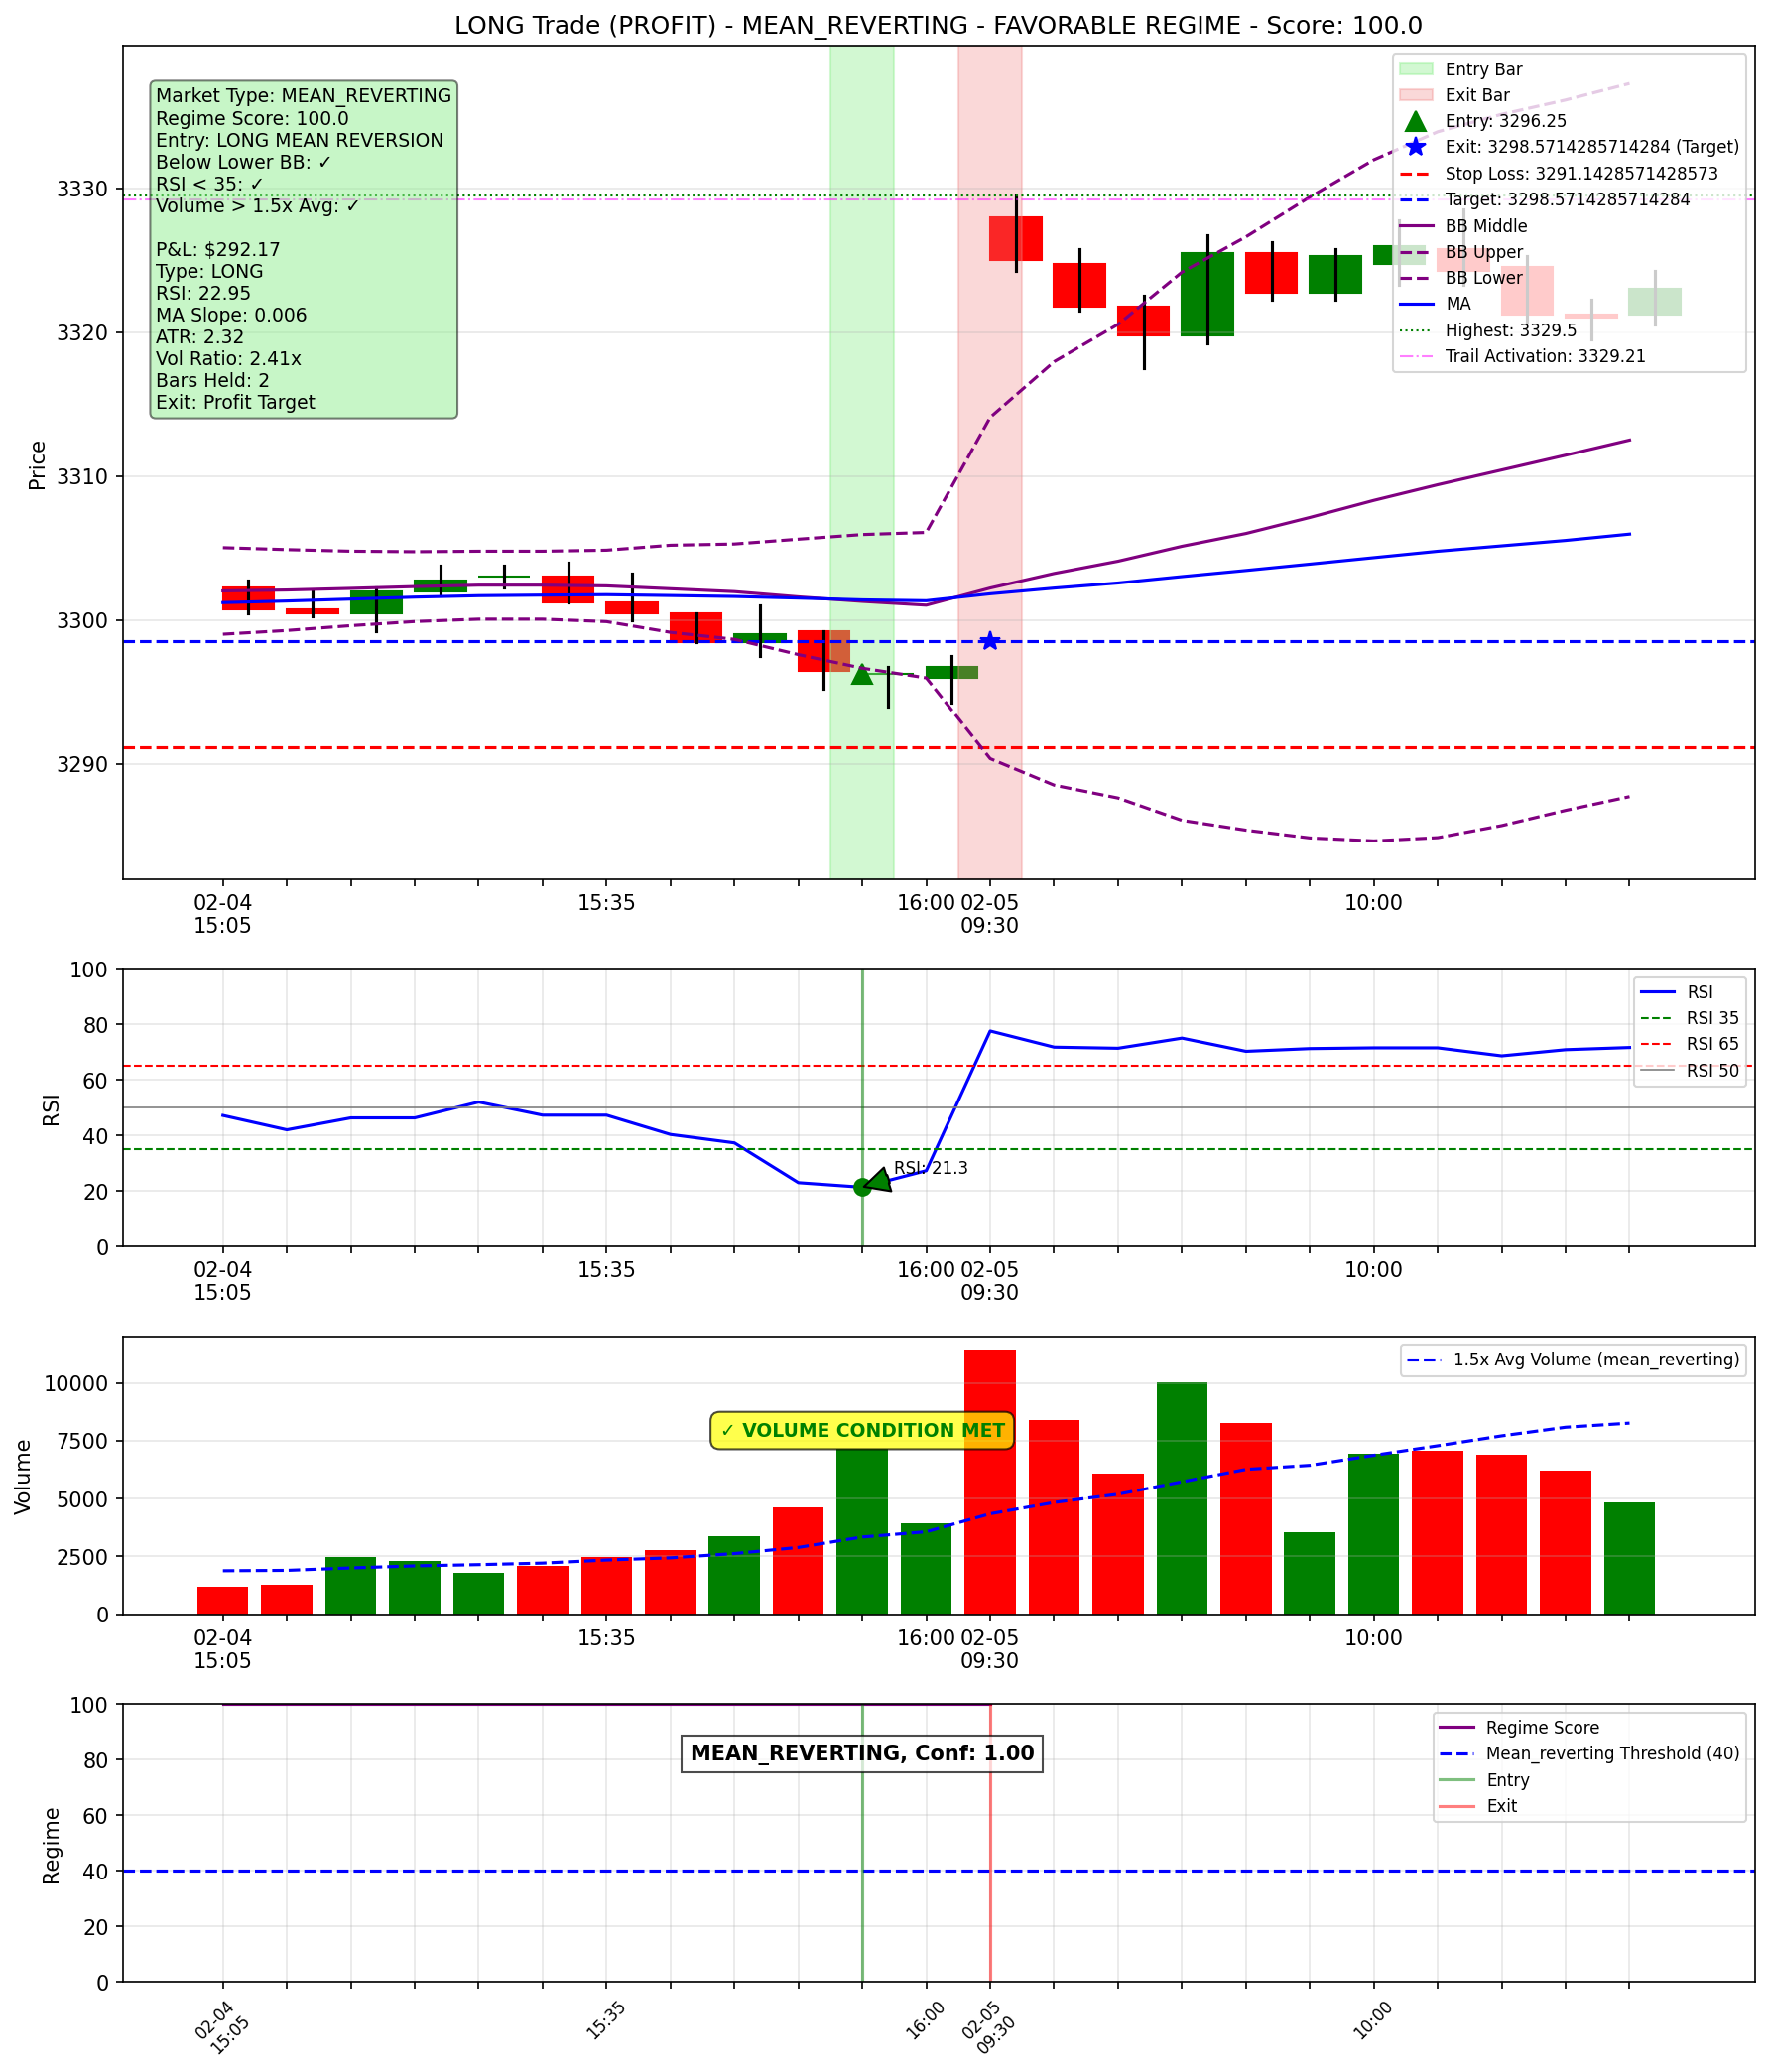 LONG Trade (PROFIT) - MEAN_REVERTING - FAVORABLE REGIME - Score: 100.0
Market Type: MEAN_REVERTING
Regime Score: 100.0
Entry: LONG MEAN REVERSION
Below Lower BB: ✓
RSI < 35: ✓
Volume > 1.5x Avg: ✓
P&L: $292.17
Type: LONG
RSI: 22.95
MA Slope: 0.006
ATR: 2.32
Vol Ratio: 2.41x
Bars Held: 2
Exit: Profit Target
Entry Bar
Exit Bar
Entry: 3296.25
Exit: 3298.5714285714284 (Target)
Stop Loss: 3291.1428571428573
Target: 3298.5714285714284
BB Middle
BB Upper
BB Lower
MA
Highest: 3329.5
Trail Activation: 3329.21
Price
3330
3320
3310
3300
3290
02-04
15:05
15:35
16:00
02-05
09:30
10:00
RSI
100
80
60
40
20
0
RSI
RSI 35
RSI 65
RSI 50
RSI: 21.3
02-04
15:05
15:35
16:00
02-05
09:30
10:00
Volume
10000
7500
5000
2500
0
1.5x Avg Volume (mean_reverting)
✓ VOLUME CONDITION MET
02-04
15:05
15:35
16:00
02-05
09:30
10:00
Regime
100
80
60
40
20
0
MEAN_REVERTING, Conf: 1.00
Regime Score
Mean_reverting Threshold (40)
Entry
Exit
02-04
15:05
15:35
16:00
02-05
09:30
10:00